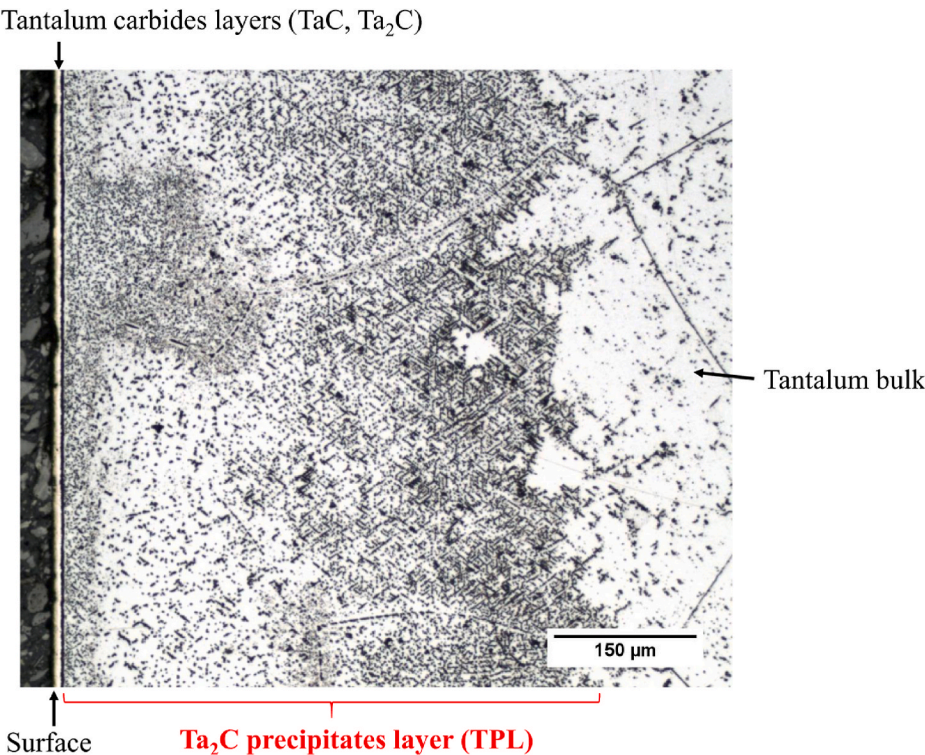 Tantalum carbides layers (TaC, Ta₂C)
Tantalum bulk
150 µm
Surface
Ta₂C precipitates layer (TPL)